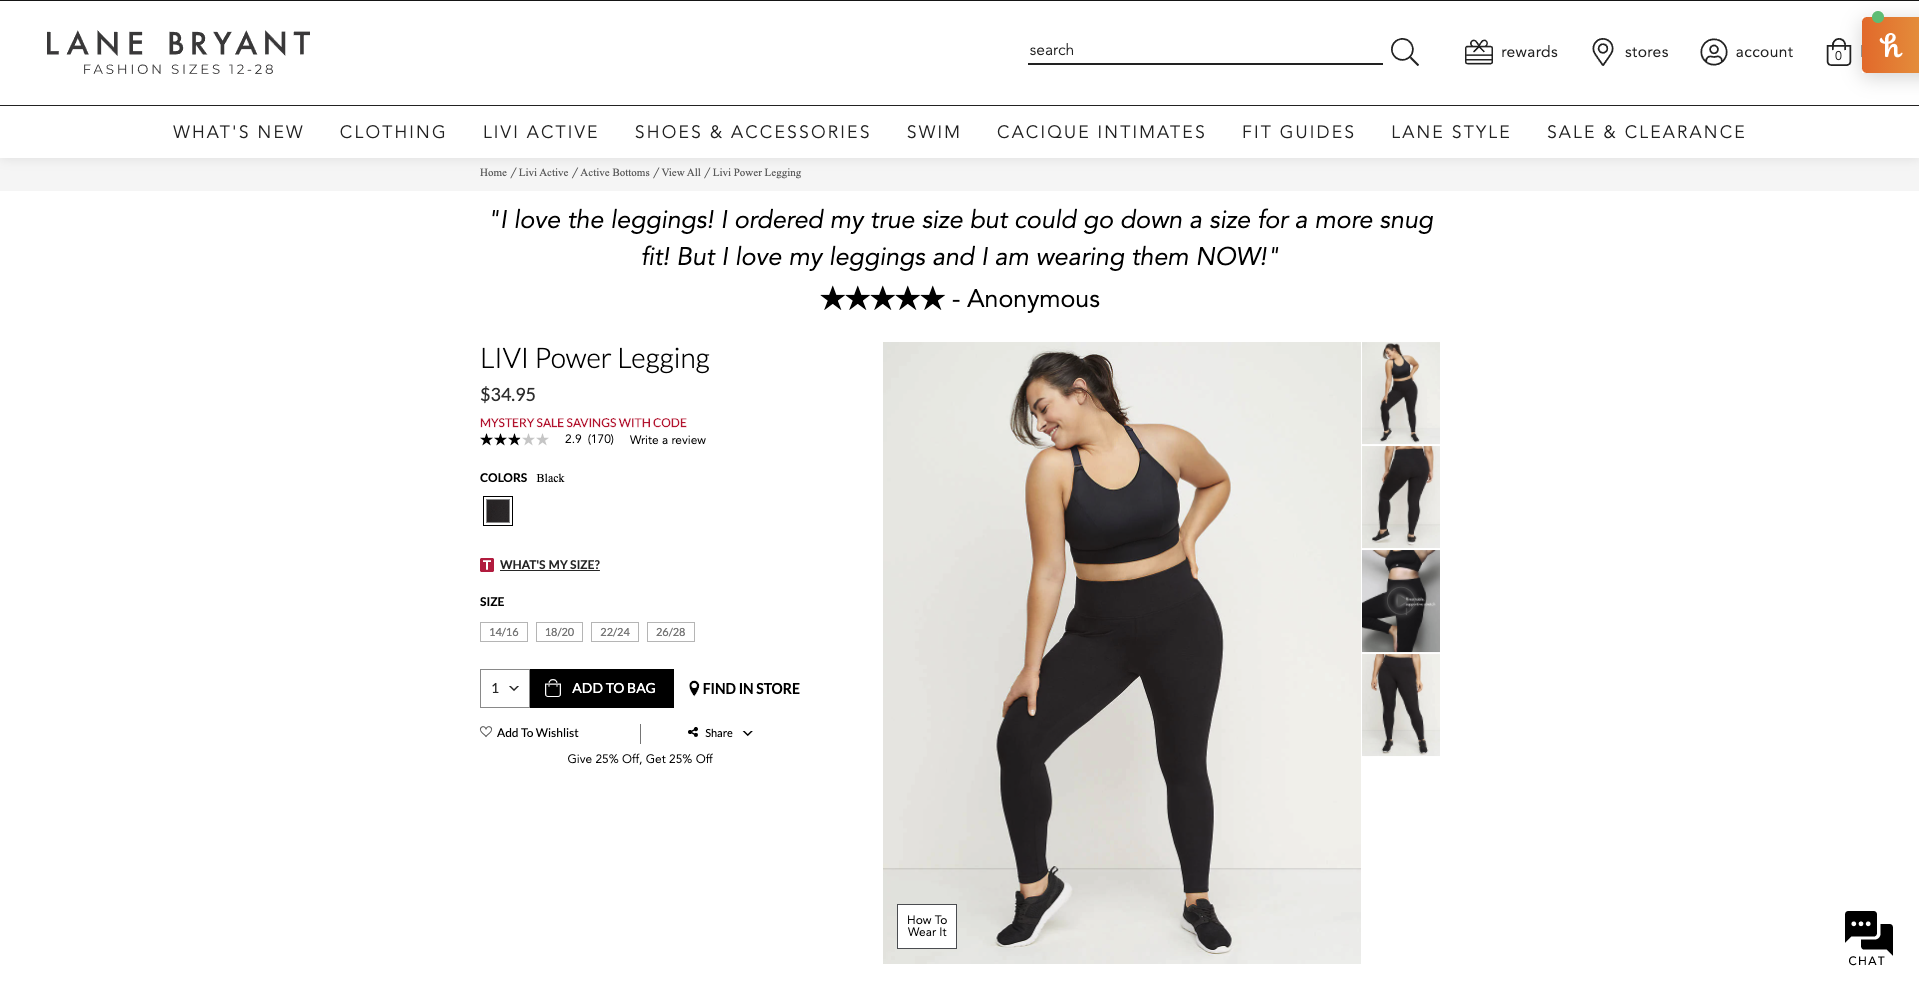 LANE BRYANT
FASHION SIZES 12-28
search
rewards
stores
account
0
WHAT'S NEW
CLOTHING
LIVI ACTIVE
SHOES & ACCESSORIES
SWIM
CACIQUE INTIMATES
FIT GUIDES
LANE STYLE
SALE & CLEARANCE
Home / Livi Active / Active Bottoms / View All / Livi Power Legging
"I love the leggings! I ordered my true size but could go down a size for a more snug
fit! But I love my leggings and I am wearing them NOW!"
★★★★★ - Anonymous
LIVI Power Legging
$34.95
MYSTERY SALE SAVINGS WITH CODE
2.9 (170) Write a review
COLORS Black
T WHAT'S MY SIZE?
SIZE
14/16 18/20 22/24 26/28
1 ADD TO BAG FIND IN STORE
Add To Wishlist Share
Give 25% Off, Get 25% Off
How To
Wear It
CHAT